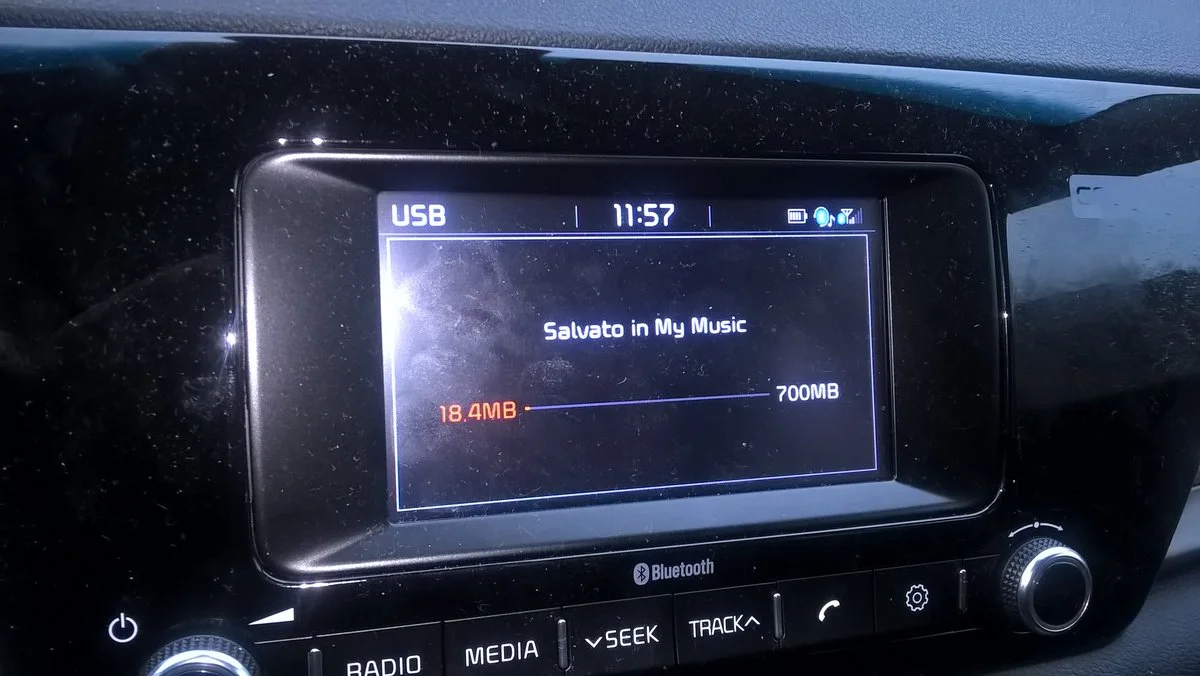 USB 11:57
Salvato in My Music
18.4MB 700MB
Bluetooth
RADIO MEDIA SEEK TRACK